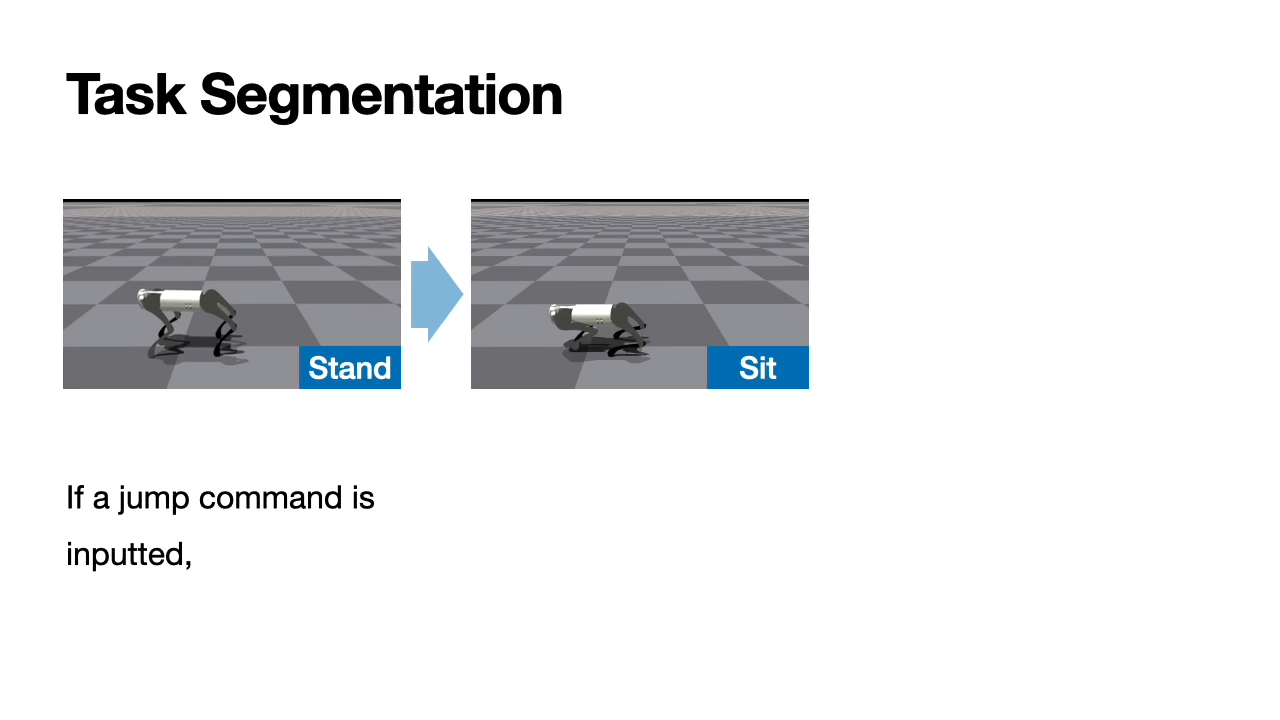 Task Segmentation
Stand
Sit
If a jump command is
inputted,